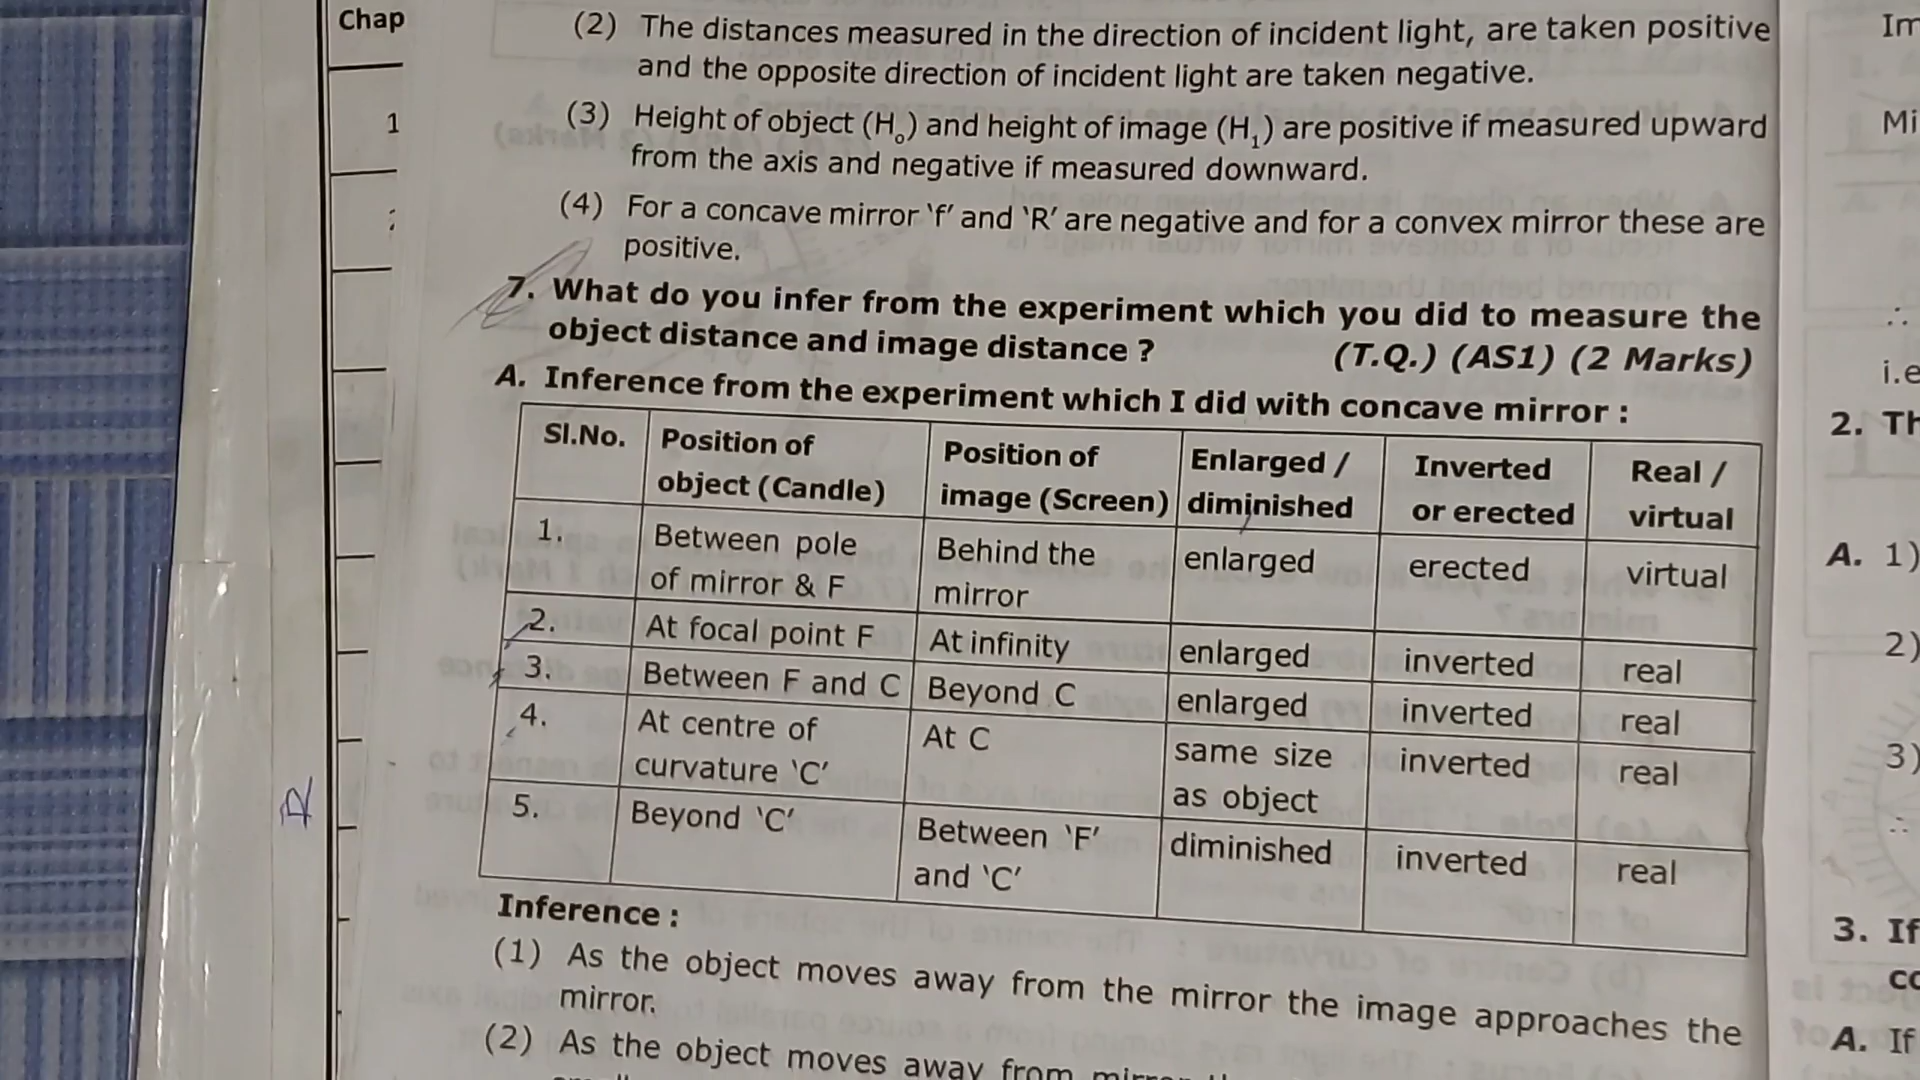 Chap
1
(2) The distances measured in the direction of incident light, are taken positive
and the opposite direction of incident light are taken negative.
(3) Height of object (Hₒ) and height of image (H₁) are positive if measured upward
from the axis and negative if measured downward.
(4) For a concave mirror ‘f’ and ‘R’ are negative and for a convex mirror these are
positive.
7. What do you infer from the experiment which you did to measure the
object distance and image distance ? (T.Q.) (AS1) (2 Marks)
A. Inference from the experiment which I did with concave mirror :
Sl.No. Position of object (Candle) Position of image (Screen) Enlarged / diminished Inverted or erected Real / virtual
1. Between pole of mirror & F Behind the mirror enlarged erected virtual
2. At focal point F At infinity enlarged inverted real
3. Between F and C Beyond C enlarged inverted real
4. At centre of curvature ‘C’ At C same size as object inverted real
5. Beyond ‘C’ Between ‘F’ and ‘C’ diminished inverted real
Inference :
(1) As the object moves away from the mirror the image approaches the
mirror.
(2) As the object moves away from
Im
Mi
∴
i.e
2. Th
A. 1)
2)
3)
∴
3. If
co
A. If